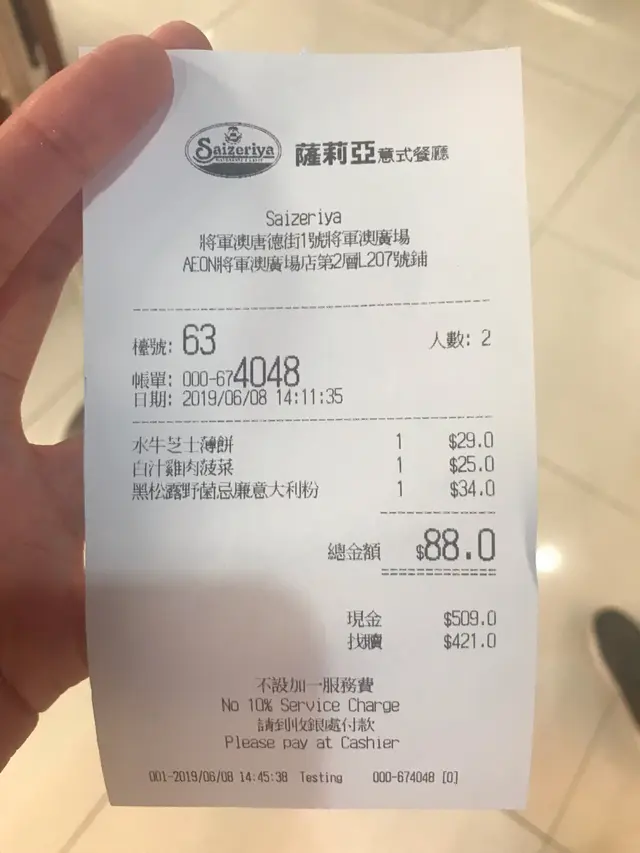 Saizeriya 薩莉亞意式餐廳
Saizeriya
將軍澳唐德街1號將軍澳廣場
AEON將軍澳廣場店第2層L207號鋪
檯號: 63 人數: 2
帳單: 000-674048
日期: 2019/06/08 14:11:35
水牛芝士薄餅 1 $29.0
白汁雞肉菠菜 1 $25.0
黑松露野菌忌廉意大利粉 1 $34.0
總金額 $88.0
現金 $509.0
找贖 $421.0
不設加一服務費
No 10% Service Charge
請到收銀處付款
Please pay at Cashier
001-2019/06/08 14:45:38 Testing 000-674048 [0]